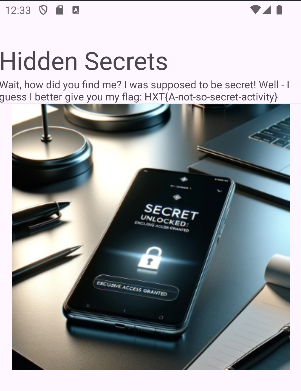 12:33
Hidden Secrets
Wait, how did you find me? I was supposed to be secret! Well - I
guess I better give you my flag: HXT{A-not-so-secret-activity}
SECRET
UNLOCKED:
EXCLUSIVE ACCESS GRANTED
EXCLUSIVE ACCESS GRANTED